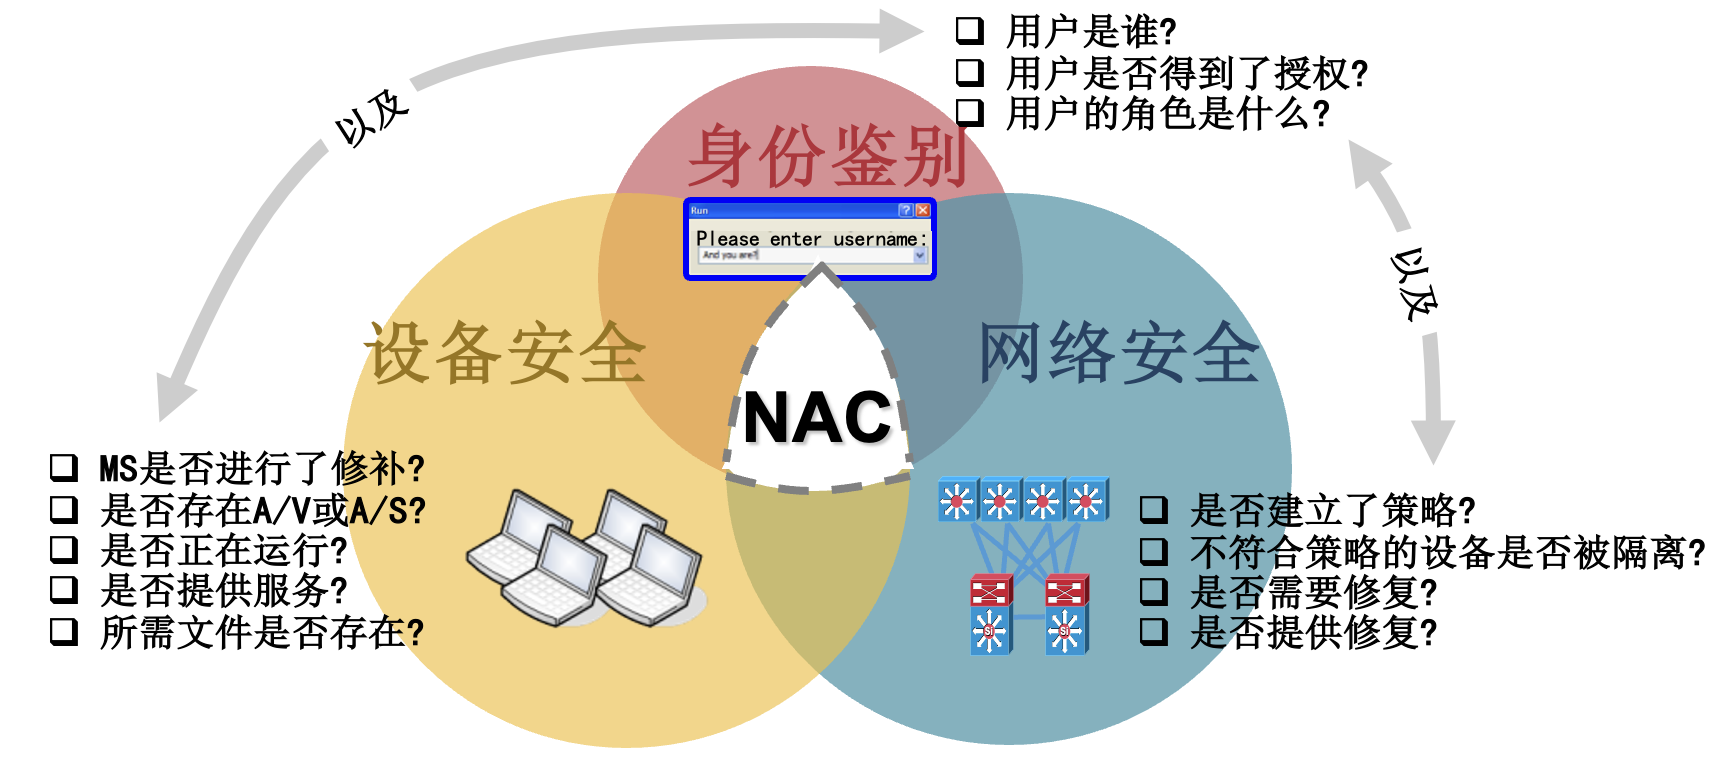 用户是谁?
用户是否得到了授权?
用户的角色是什么?
以及
身份鉴别
Run
Please enter username:
And you are?
以及
设备安全
网络安全
NAC
MS是否进行了修补?
是否存在A/V或A/S?
是否正在运行?
是否提供服务?
所需文件是否存在?
是否建立了策略?
不符合策略的设备是否被隔离?
是否需要修复?
是否提供修复?
Si
Si